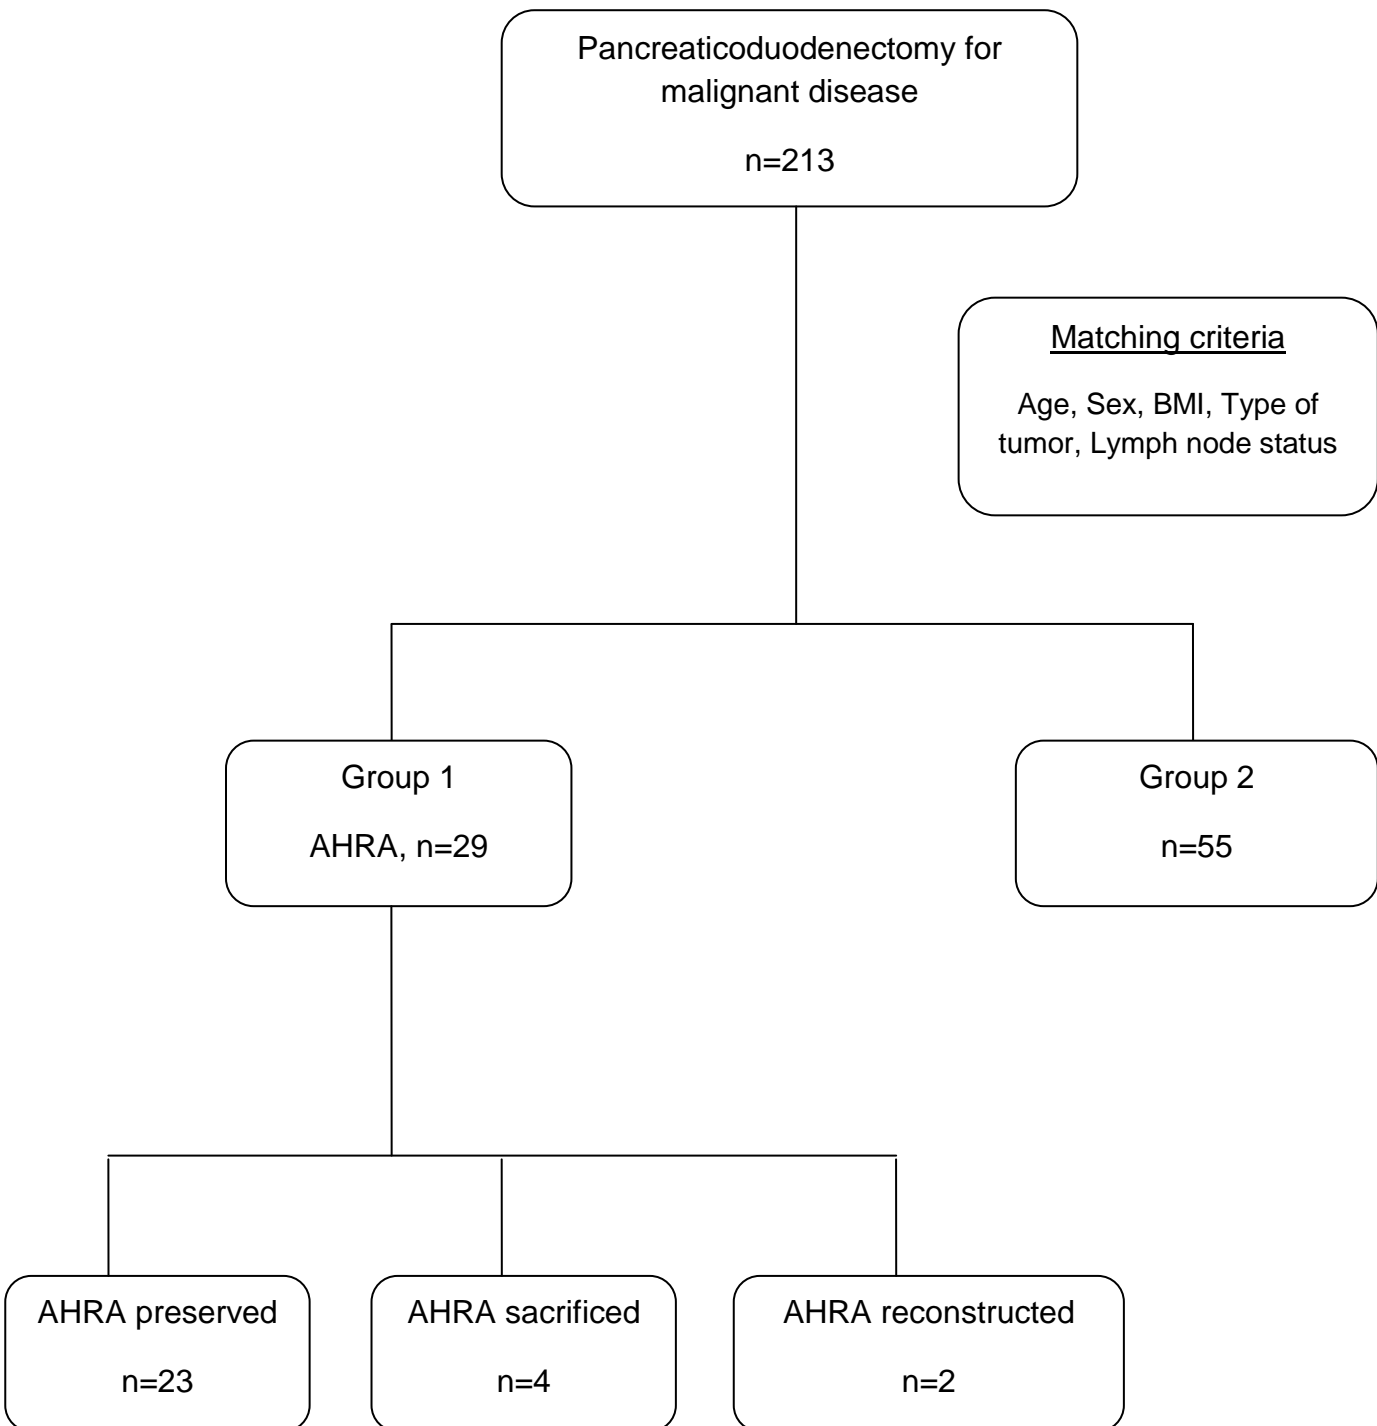 Pancreaticoduodenectomy for
malignant disease
n=213
Matching criteria
Age, Sex, BMI, Type of
tumor, Lymph node status
Group 1
AHRA, n=29
Group 2
n=55
AHRA preserved
n=23
AHRA sacrificed
n=4
AHRA reconstructed
n=2